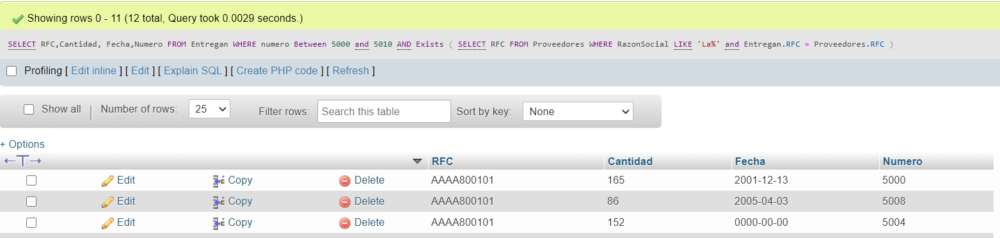 Showing rows 0 - 11 (12 total, Query took 0.0029 seconds.)
SELECT RFC,Cantidad, Fecha,Numero FROM Entregan WHERE numero Between 5000 and 5010 AND Exists ( SELECT RFC FROM Proveedores WHERE RazonSocial LIKE 'La%' and Entregan.RFC = Proveedores.RFC )
Profiling [ Edit inline ] [ Edit ] [ Explain SQL ] [ Create PHP code ] [ Refresh ]
Show all Number of rows: 25 Filter rows: Search this table Sort by key: None
+ Options
RFC Cantidad Fecha Numero
Edit Copy Delete AAAA800101 165 2001-12-13 5000
Edit Copy Delete AAAA800101 86 2005-04-03 5008
Edit Copy Delete AAAA800101 152 0000-00-00 5004